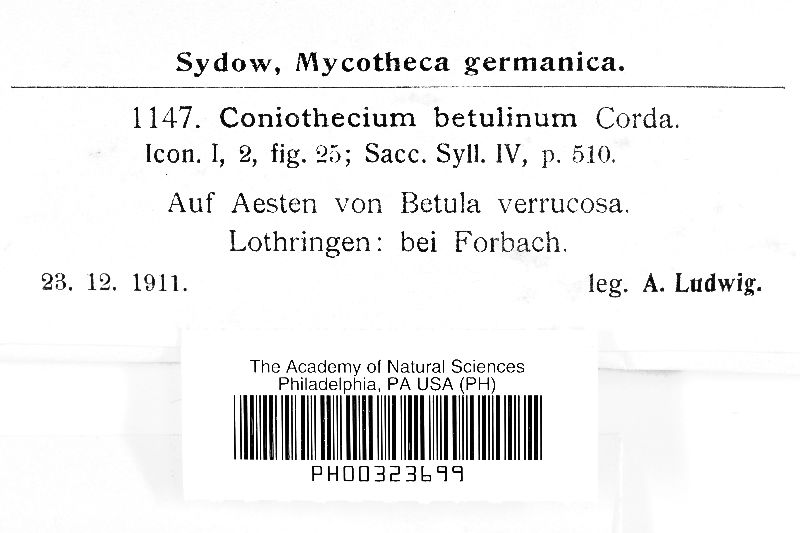 Sydow, Mycotheca germanica.
1147. Coniothecium betulinum Corda.
Icon. I, 2, fig. 25; Sacc. Syll. IV, p. 510.
Auf Aesten von Betula verrucosa.
Lothringen: bei Forbach.
23. 12. 1911. leg. A. Ludwig.
The Academy of Natural Sciences
Philadelphia, PA USA (PH)
PH00323699